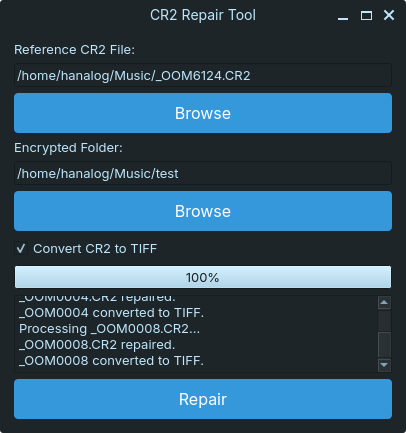 CR2 Repair Tool
Reference CR2 File:
/home/hanalog/Music/_OOM6124.CR2
Browse
Encrypted Folder:
/home/hanalog/Music/test
Browse
Convert CR2 to TIFF
100%
_OOM0004.CR2 repaired.
_OOM0004 converted to TIFF.
Processing _OOM0008.CR2...
_OOM0008.CR2 repaired.
_OOM0008 converted to TIFF.
Repair